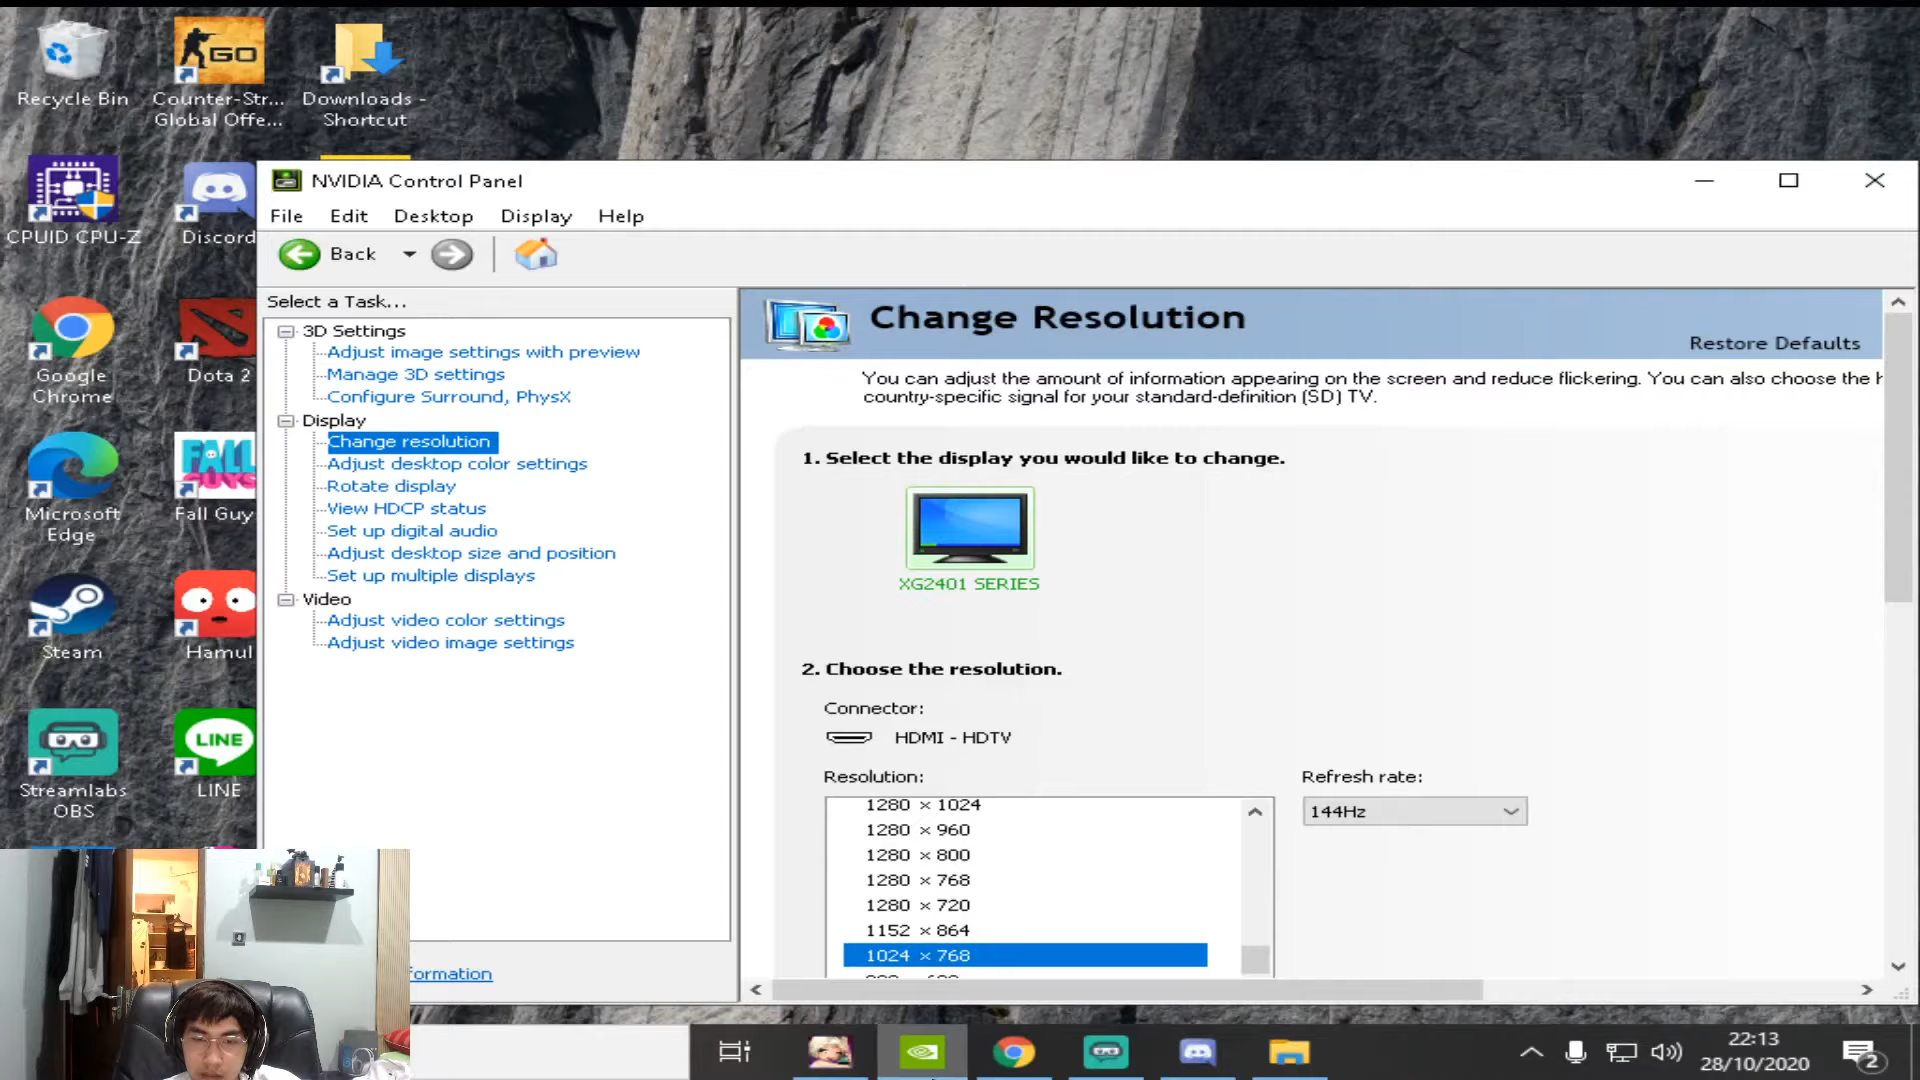 Recycle Bin
Counter-Str...
Global Offe...
Downloads -
Shortcut
GO
CPUID CPU-Z
Discord
Google
Chrome
Dota 2
Microsoft
Edge
FALL
GUYS
Fall Guy
Steam
Hamul
Streamlabs
OBS
LINE
LINE
NVIDIA Control Panel
File Edit Desktop Display Help
Back
Select a Task...
3D Settings
Adjust image settings with preview
Manage 3D settings
Configure Surround, PhysX
Display
Change resolution
Adjust desktop color settings
Rotate display
View HDCP status
Set up digital audio
Adjust desktop size and position
Set up multiple displays
Video
Adjust video color settings
Adjust video image settings
formation
Change Resolution
Restore Defaults
You can adjust the amount of information appearing on the screen and reduce flickering. You can also choose the
country-specific signal for your standard-definition (SD) TV.
1. Select the display you would like to change.
XG2401 SERIES
2. Choose the resolution.
Connector:
HDMI - HDTV
Resolution:
1280 × 1024
1280 × 960
1280 × 800
1280 × 768
1280 × 720
1152 × 864
1024 × 768
Refresh rate:
144Hz
22:13
28/10/2020
2